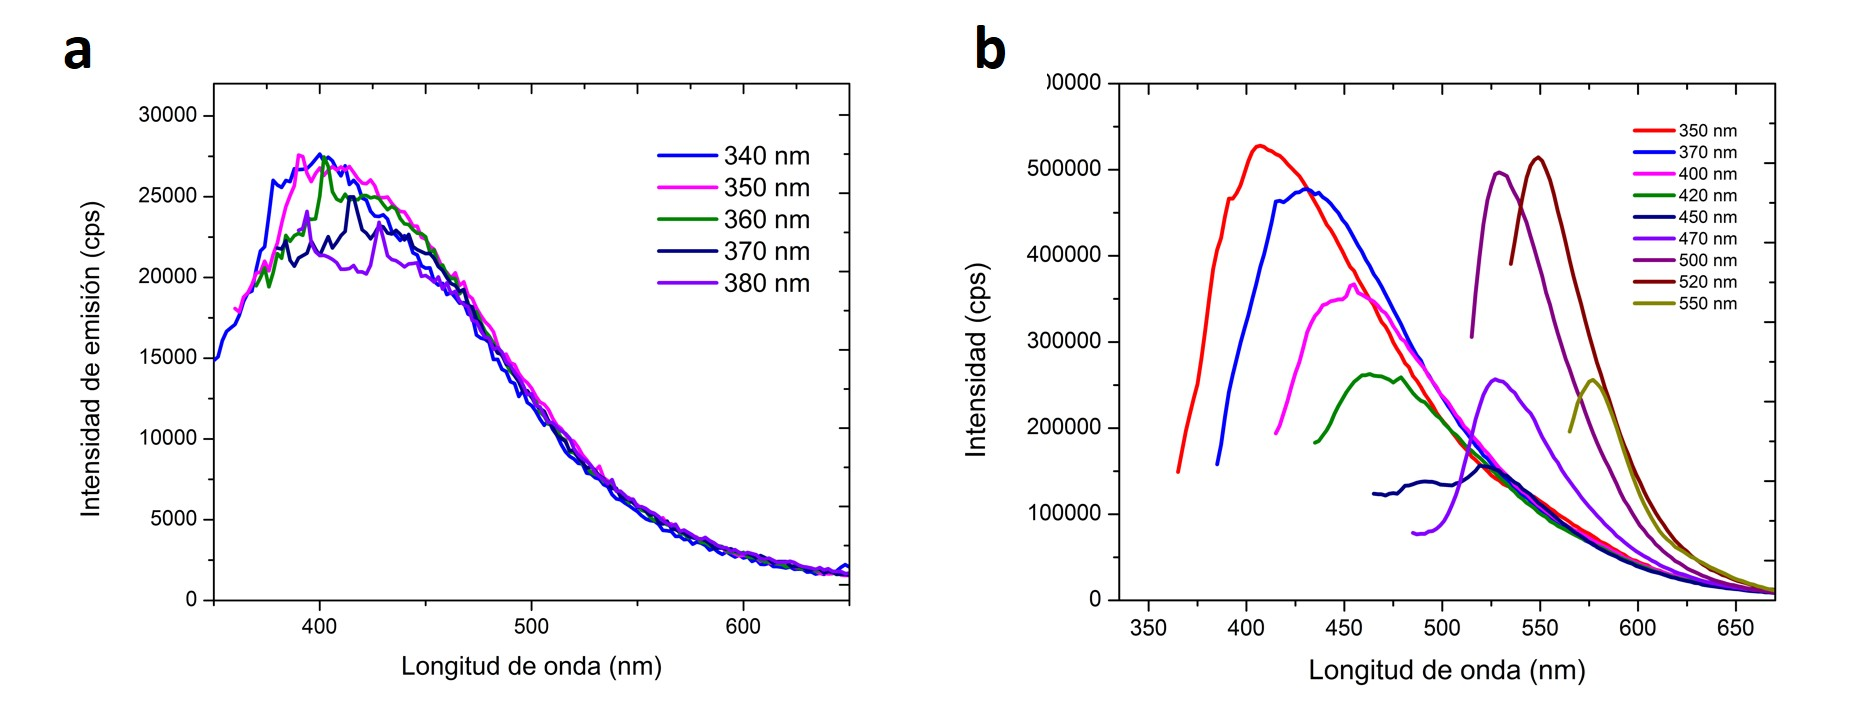 a
b
Intensidad de emisión (cps)
30000
25000
20000
15000
10000
5000
0
400
500
600
Longitud de onda (nm)
340 nm
350 nm
360 nm
370 nm
380 nm
Intensidad (cps)
00000
500000
400000
300000
200000
100000
0
350
400
450
500
550
600
650
Longitud de onda (nm)
350 nm
370 nm
400 nm
420 nm
450 nm
470 nm
500 nm
520 nm
550 nm